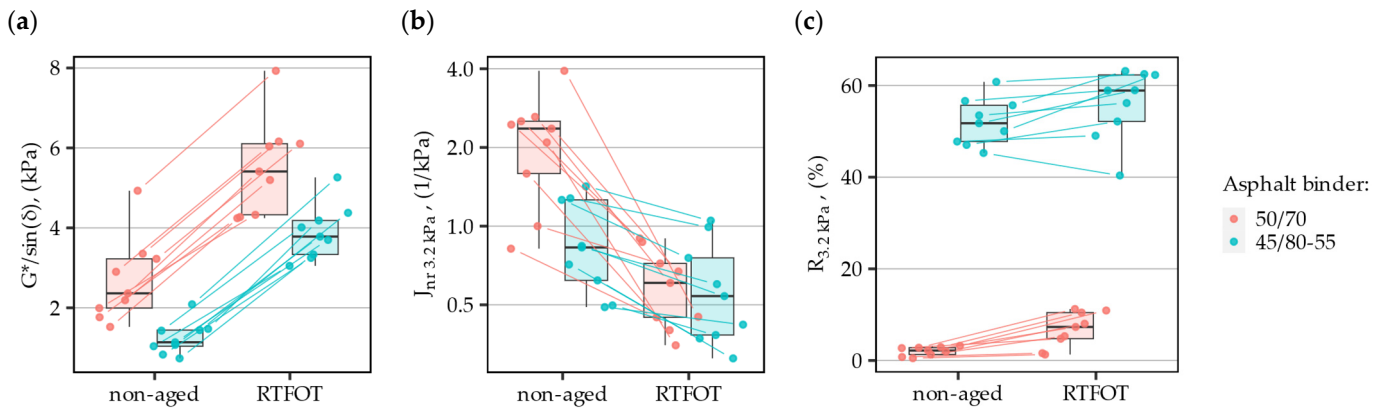 (a)
(b)
(c)
G*/sin(δ), (kPa)
8
6
4
2
non-aged RTFOT
Jnr 3.2 kPa , (1/kPa)
4.0
2.0
1.0
0.5
non-aged RTFOT
R3.2 kPa , (%)
60
40
20
0
non-aged RTFOT
Asphalt binder:
50/70
45/80-55